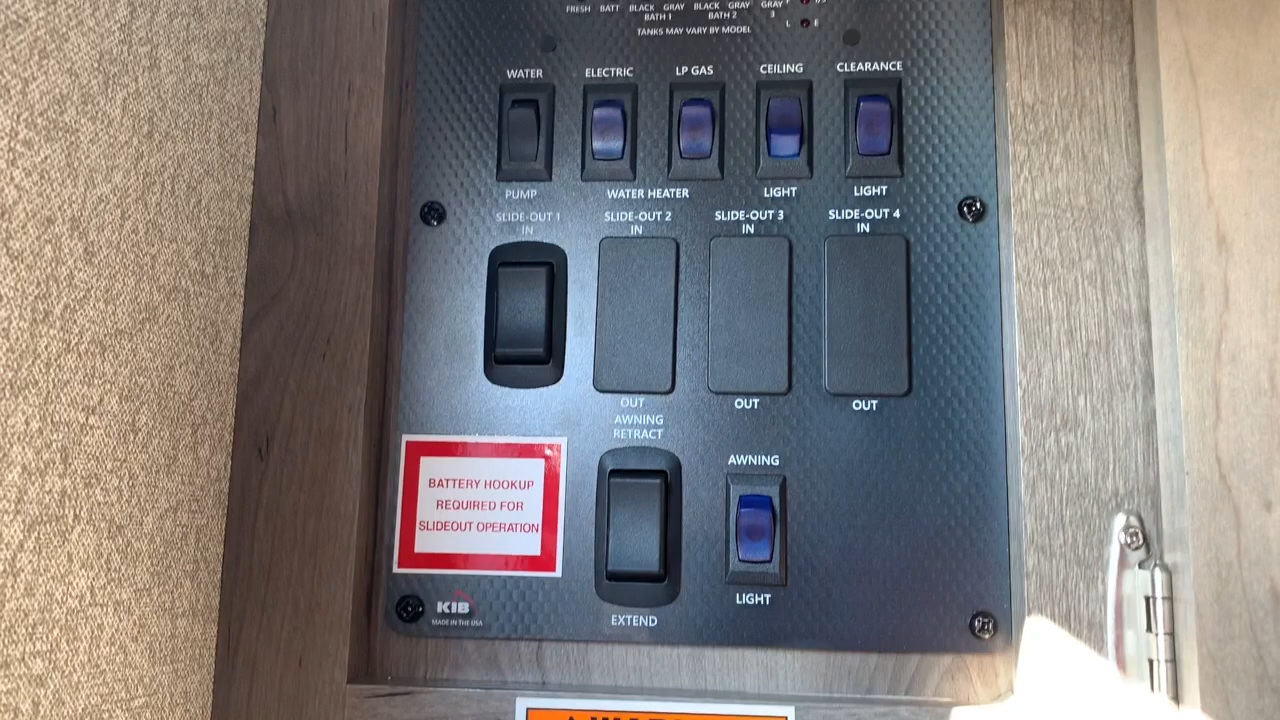 FRESH BATT BLACK GRAY BLACK GRAY GRAY
BATH 1 BATH 2 3
L E
TANKS MAY VARY BY MODEL
WATER ELECTRIC LP GAS CEILING CLEARANCE
PUMP WATER HEATER LIGHT LIGHT
SLIDE-OUT 1 SLIDE-OUT 2 SLIDE-OUT 3 SLIDE-OUT 4
IN IN IN IN
OUT OUT OUT
AWNING
RETRACT
AWNING
BATTERY HOOKUP
REQUIRED FOR
SLIDEOUT OPERATION
LIGHT
EXTEND
KIB
MADE IN THE USA